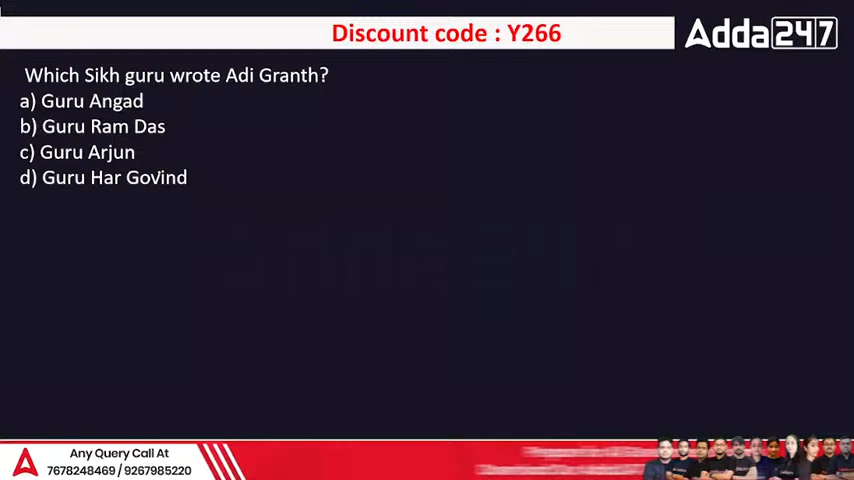 Discount code : Y266
Adda247
Which Sikh guru wrote Adi Granth?
a) Guru Angad
b) Guru Ram Das
c) Guru Arjun
d) Guru Har Govind
Any Query Call At
7678248469 / 9267985220